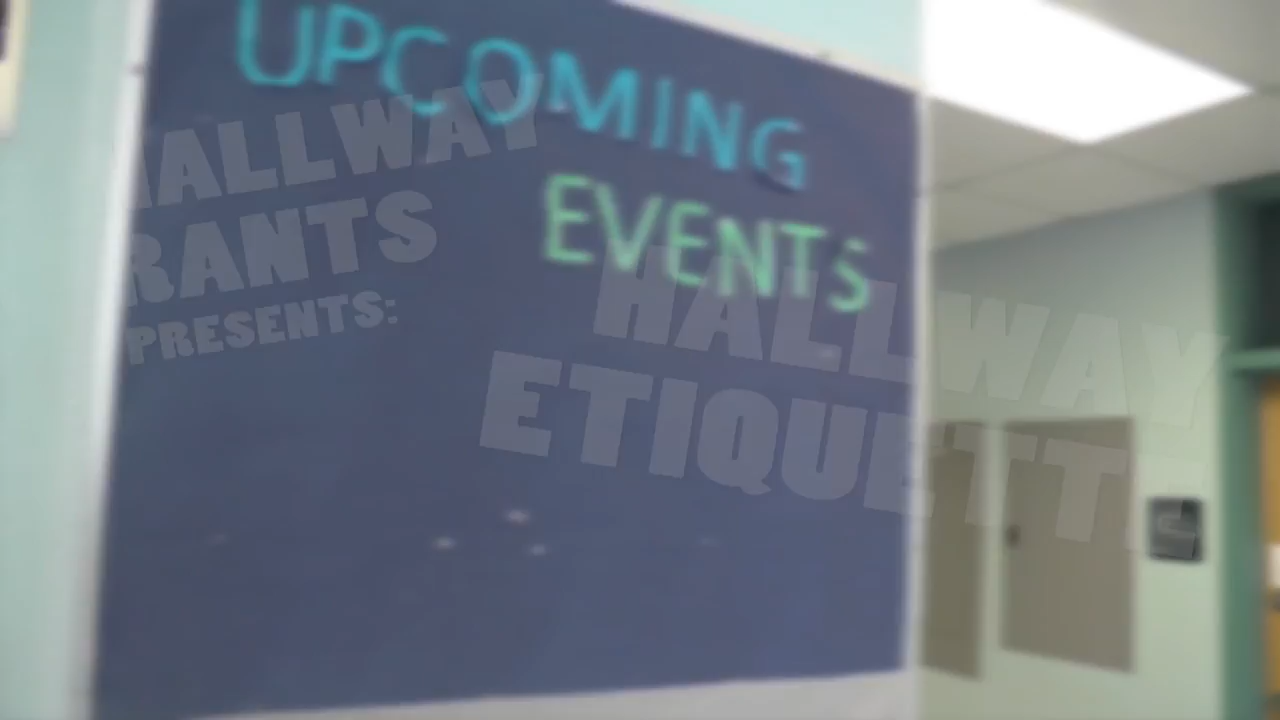 UPCOMING
EVENTS
HALLWAY
RANTS
PRESENTS:
HALLWAY
ETIQUETTE